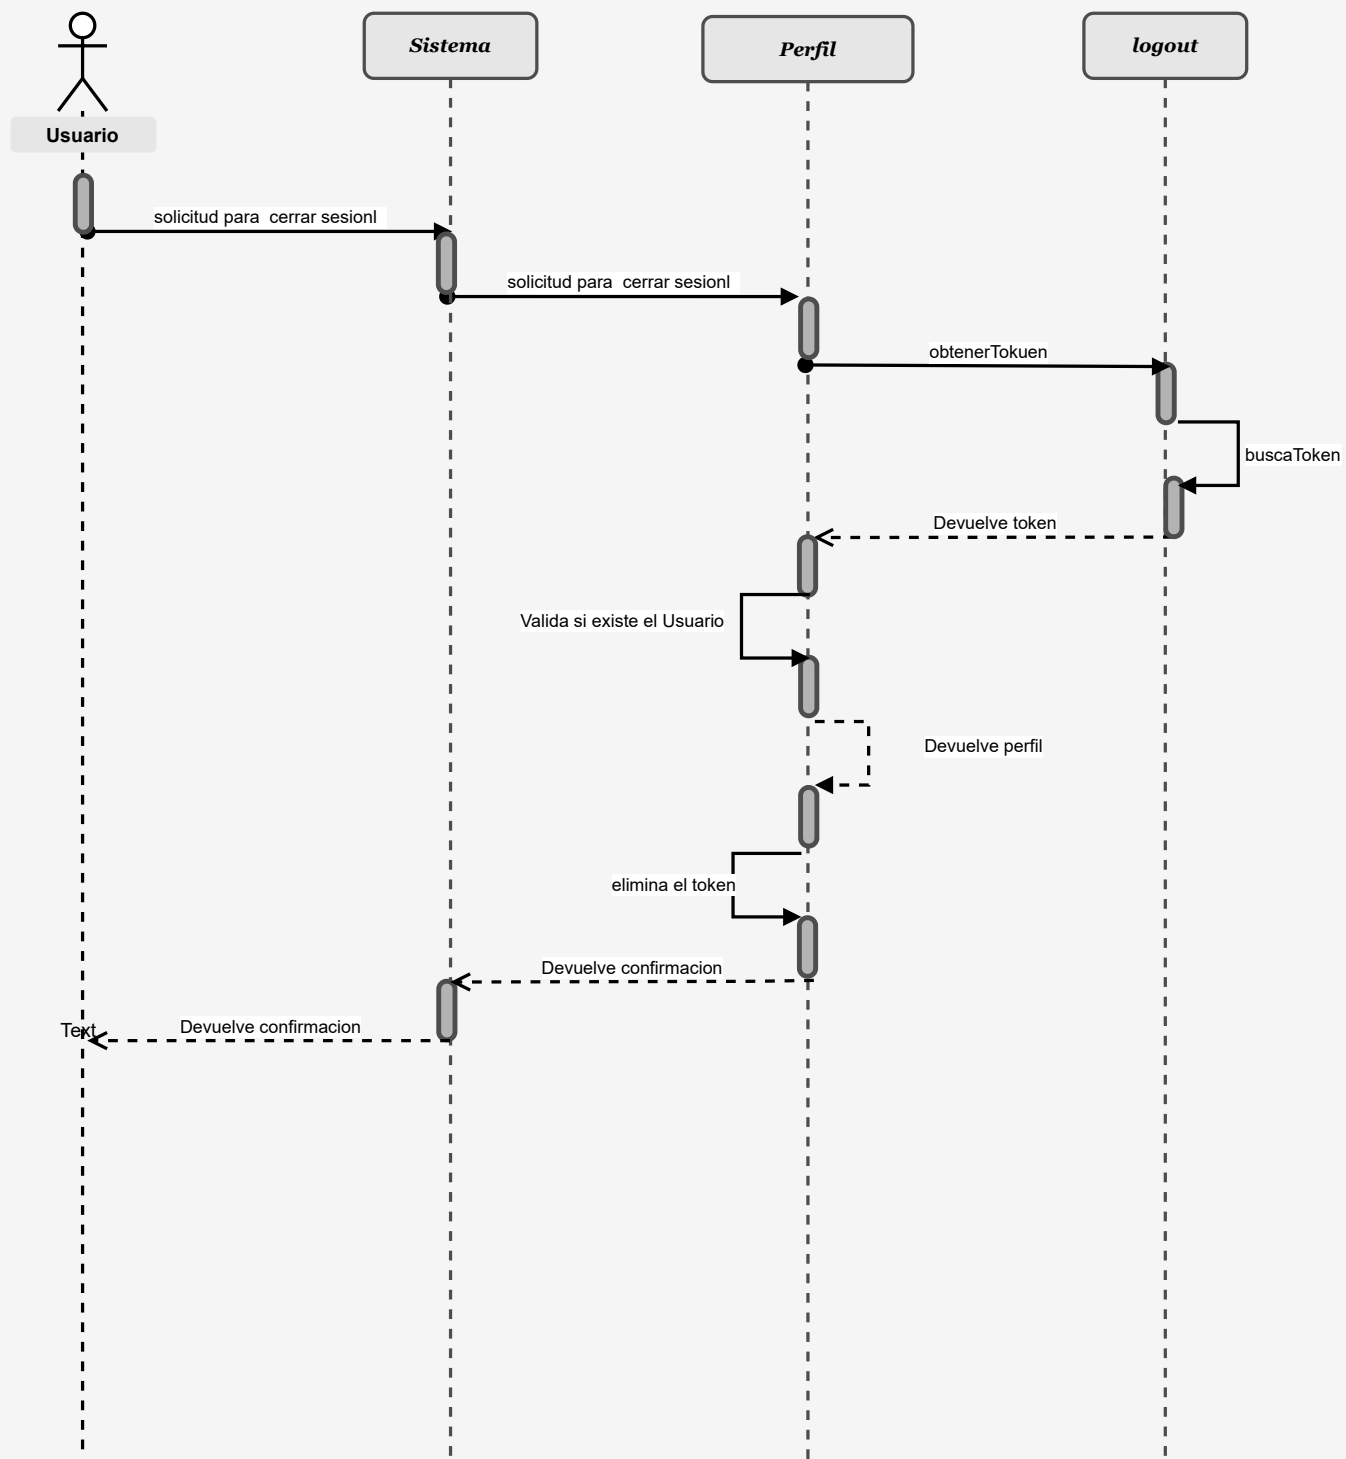 Sistema
Perfil
logout
Usuario
solicitud para  cerrar sesionl
solicitud para  cerrar sesionl
obtenerTokuen
buscaToken
Devuelve token
Valida si existe el Usuario
Devuelve perfil
elimina el token
Devuelve confirmacion
Devuelve confirmacion
Text